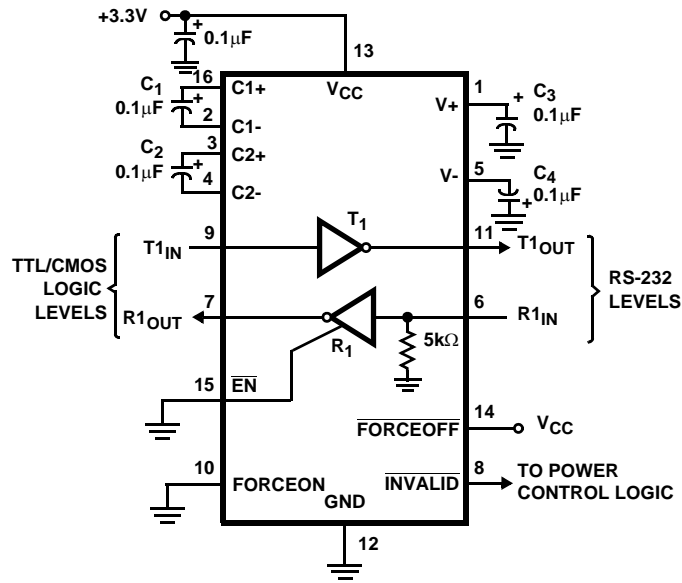 +3.3V
+
0.1μF
13
16
C1
0.1μF
+
2
C1+
C1-
VCC
1
V+
+
C3
0.1μF
3
C2
0.1μF
+
4
C2+
C2-
5
V-
C4
0.1μF
+
T1
9
T1IN
11
T1OUT
TTL/CMOS
LOGIC
LEVELS
RS-232
LEVELS
7
R1OUT
6
R1IN
R1
5kΩ
15
EN
14
FORCEOFF
VCC
10
FORCEON
8
INVALID
TO POWER
CONTROL LOGIC
GND
12